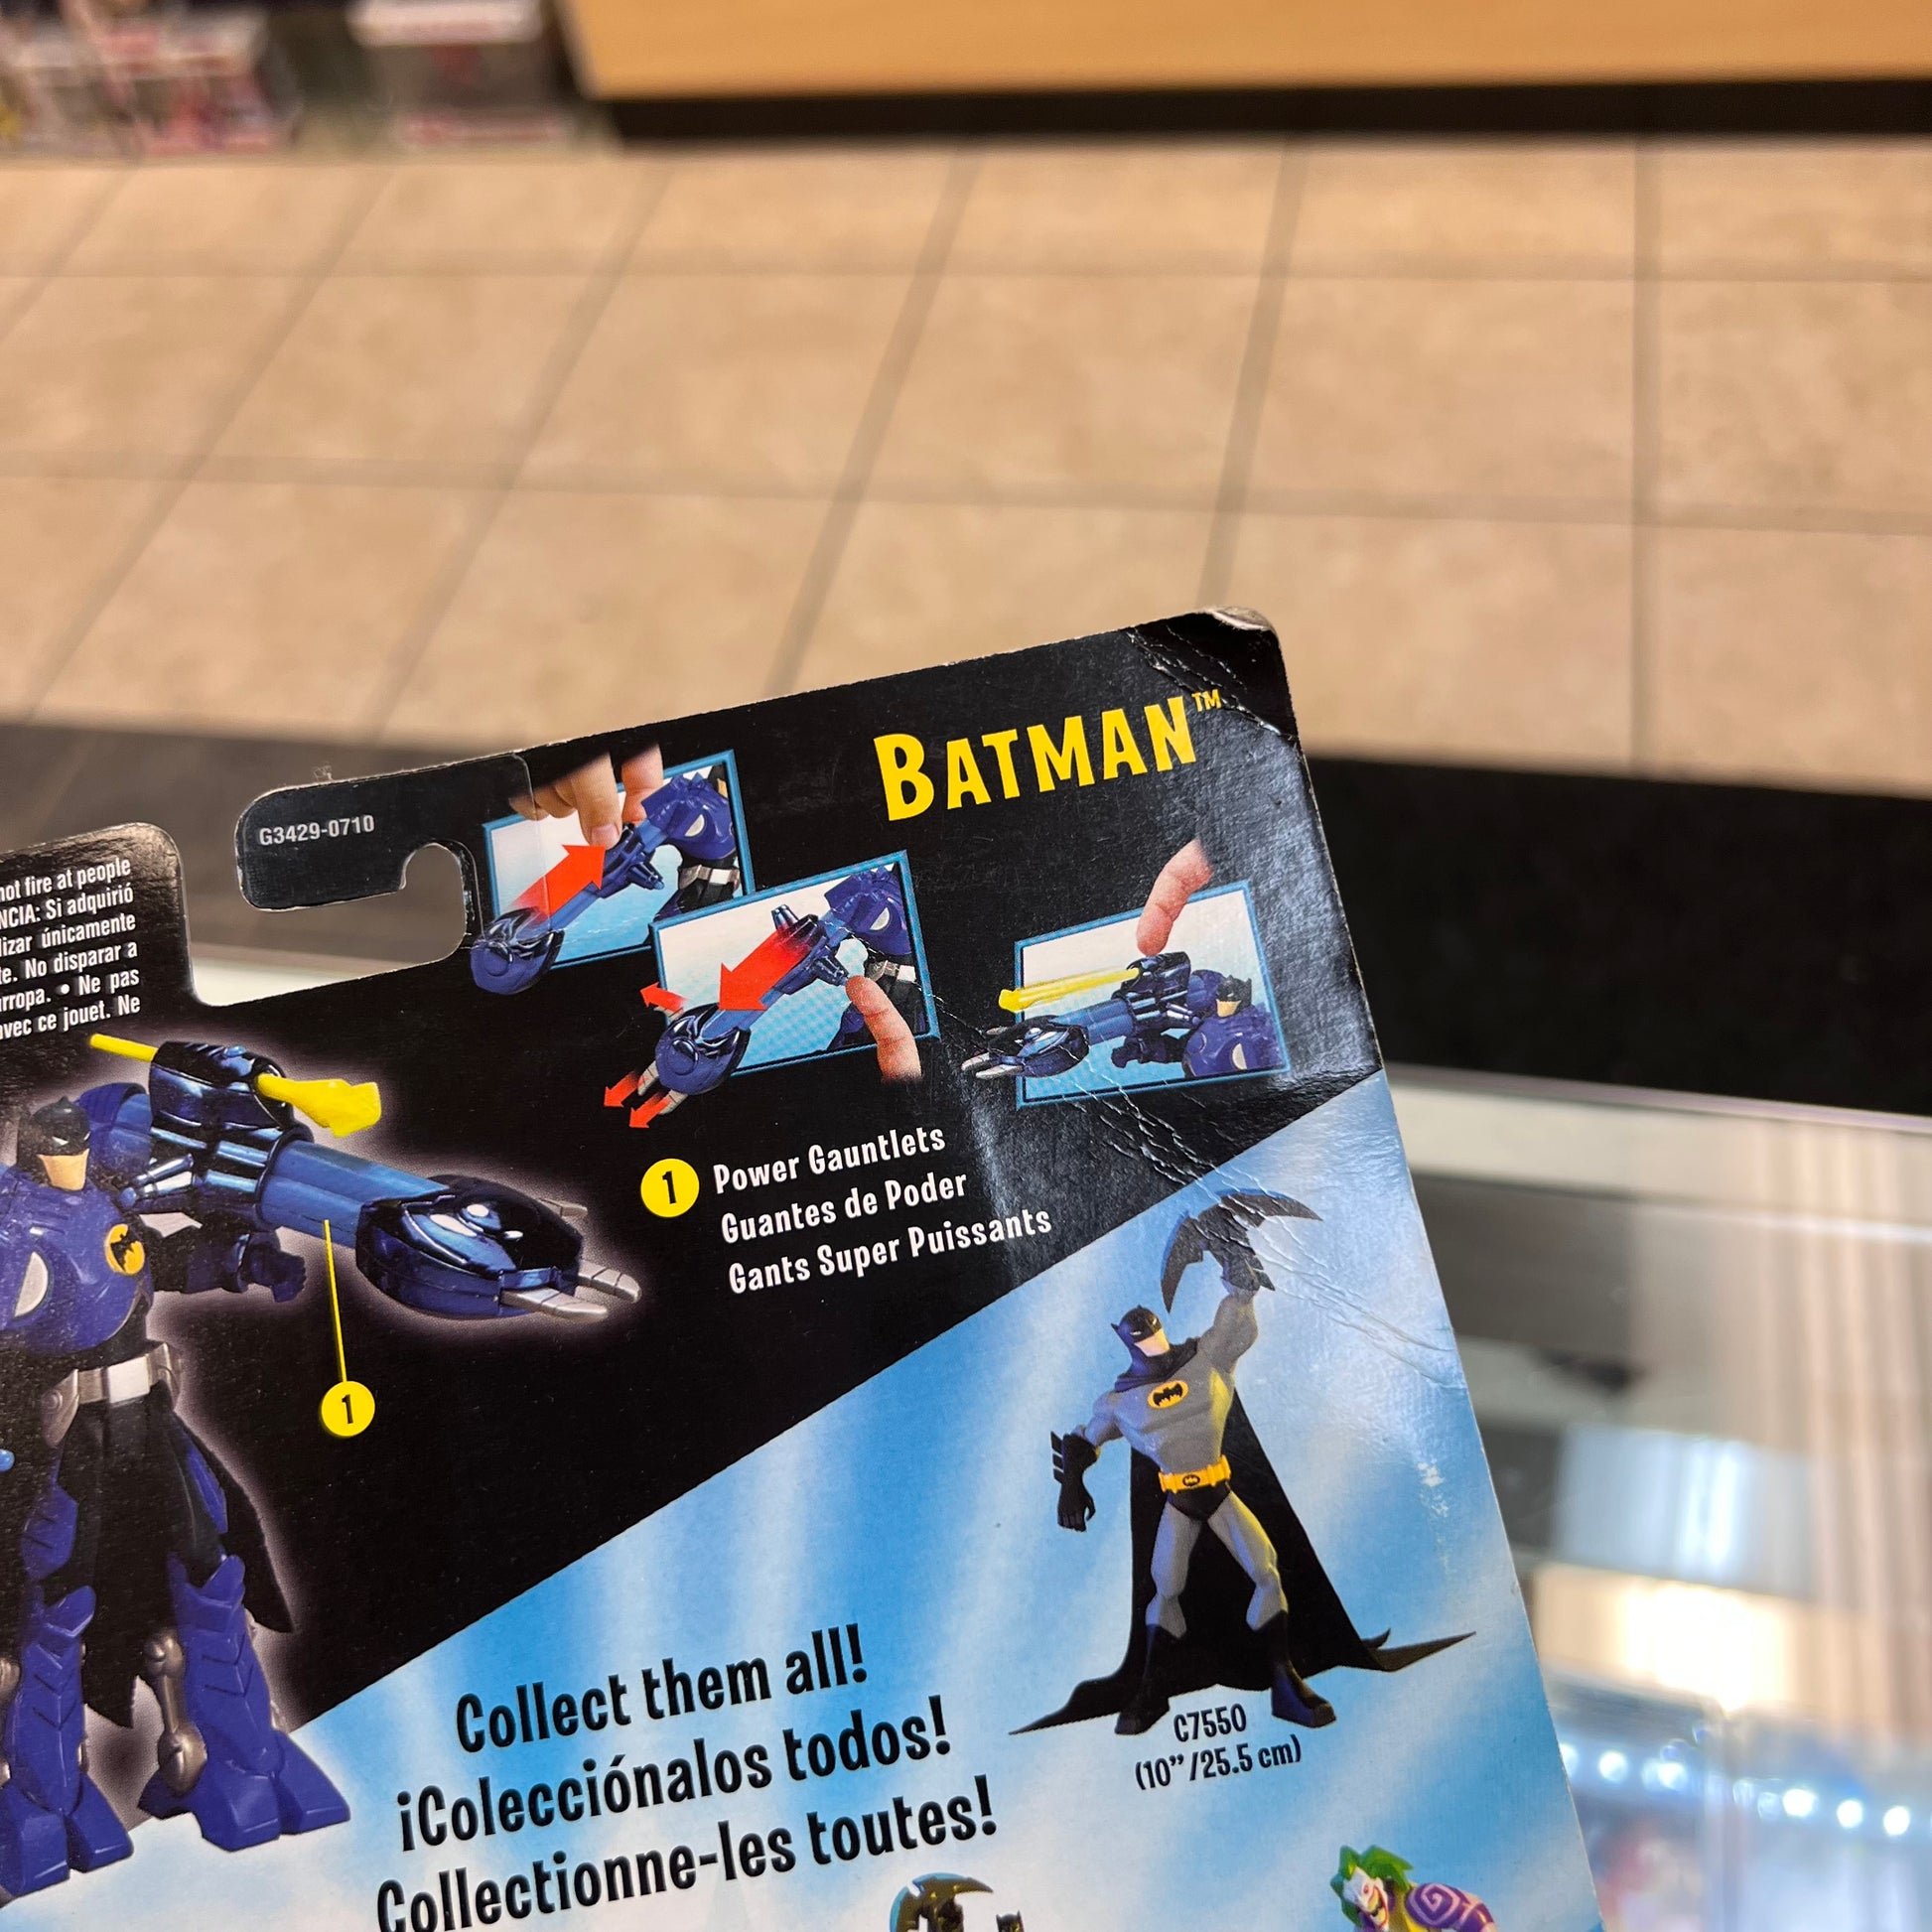 BATMAN™
G3429-0710
not fire at people
NCIA: Si adquirió
lizar únicamente
te. No disparar a
rropa. • Ne pas
avec ce jouet. Ne
1 Power Gauntlets
Guantes de Poder
Gants Super Puissants
1
Collect them all!
¡Colecciónalos todos!
Collectionne-les toutes!
C7550
(10”/25.5 cm)